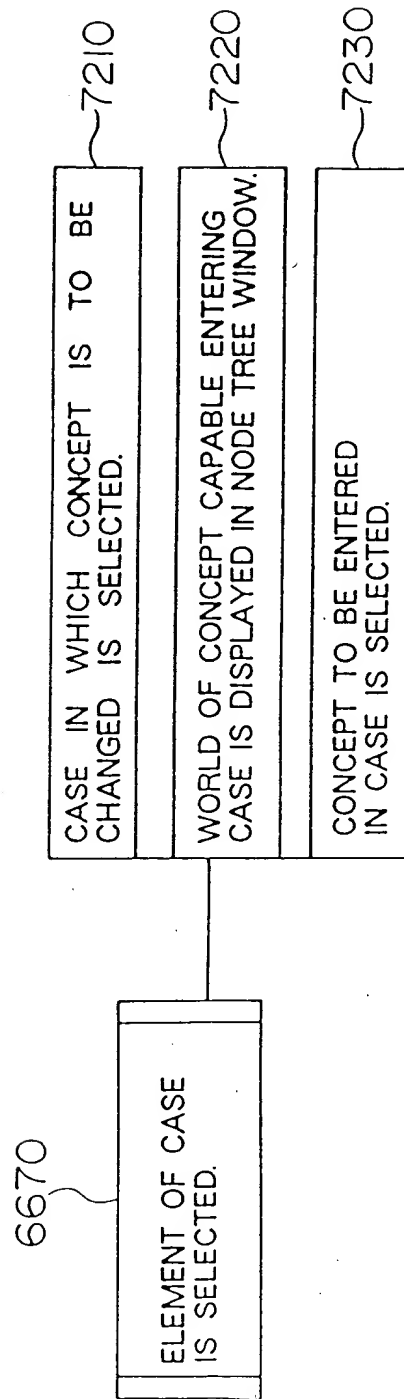 6670
ELEMENT OF CASE
IS SELECTED.
CASE IN WHICH CONCEPT IS TO BE
CHANGED IS SELECTED.
7210
WORLD OF CONCEPT CAPABLE ENTERING
CASE IS DISPLAYED IN NODE TREE WINDOW.
7220
CONCEPT TO BE ENTERED
IN CASE IS SELECTED.
7230